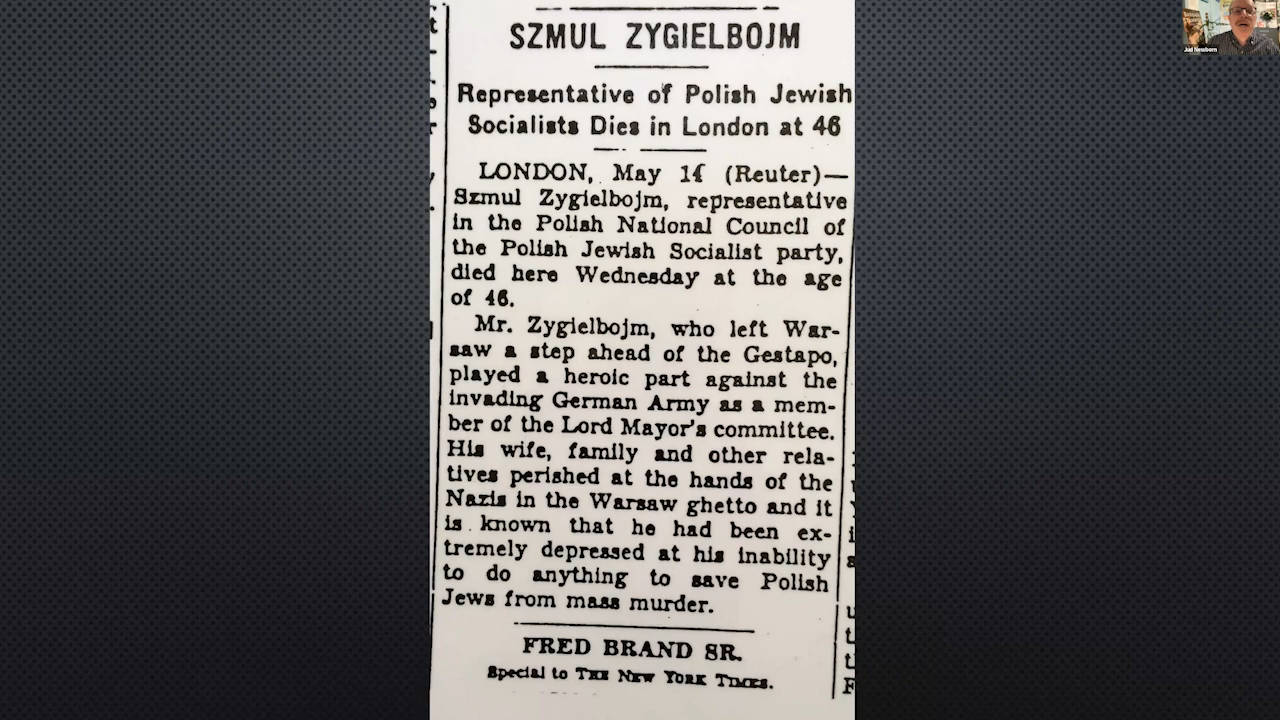 Jud Newborn
SZMUL ZYGIELBOJM
Representative of Polish Jewish
Socialists Dies in London at 46
LONDON, May 14 (Reuter)—
Szmul Zygielbojm, representative
in the Polish National Council of
the Polish Jewish Socialist party,
died here Wednesday at the age
of 46.
Mr. Zygielbojm, who left War-
saw a step ahead of the Gestapo,
played a heroic part against the
invading German Army as a mem-
ber of the Lord Mayor's committee.
His wife, family and other rela-
tives perished at the hands of the
Nazis in the Warsaw ghetto and it
is known that he had been ex-
tremely depressed at his inability
to do anything to save Polish
Jews from mass murder.
FRED BRAND SR.
Special to THE NEW YORK TIMES.